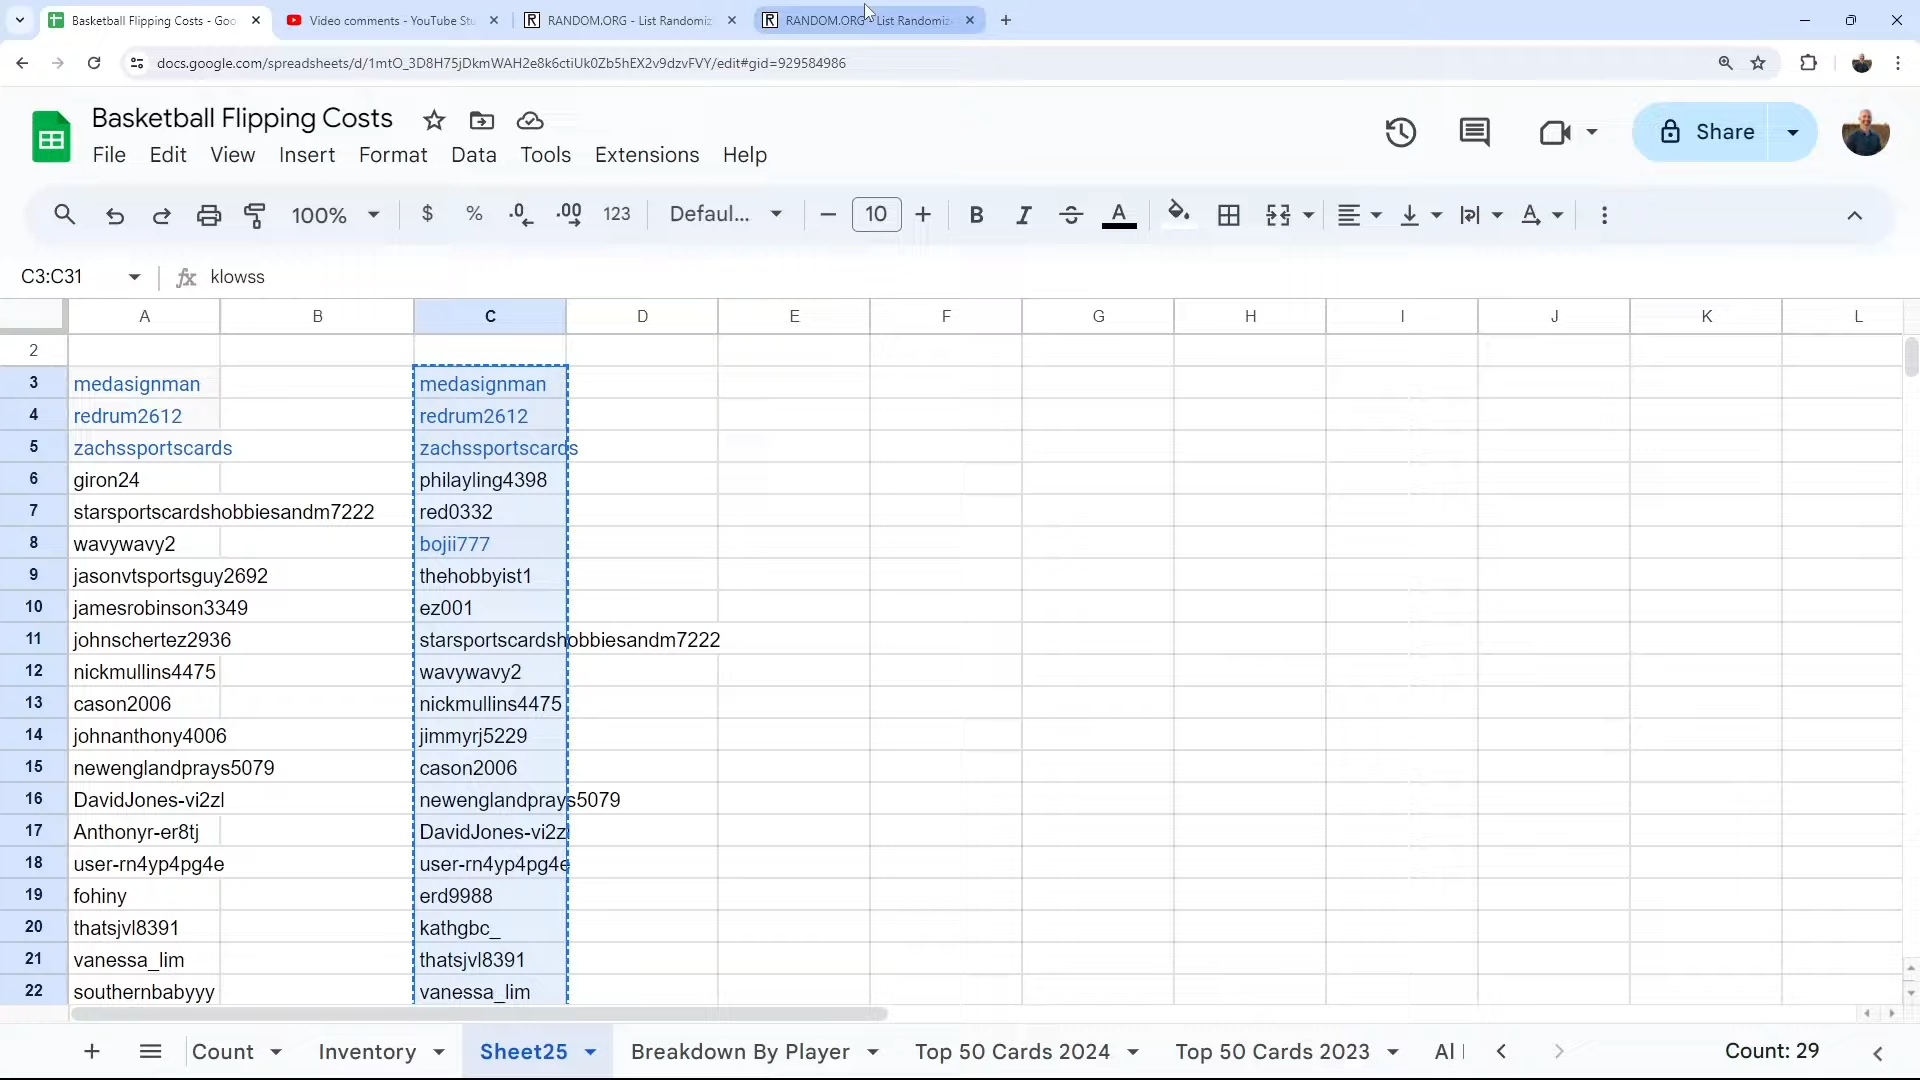 Basketball Flipping Costs - Goo
Video comments - YouTube Stu
RANDOM.ORG - List Randomiz
RANDOM.ORG - List Randomize
docs.google.com/spreadsheets/d/1mtO_3D8H75jDkmWAH2e8k6ctiUk0Zb5hEX2v9dzvFVY/edit#gid=929584986
Basketball Flipping Costs
File Edit View Insert Format Data Tools Extensions Help
Share
100% $ % .0 .00 123 Defaul... − 10 + B I S A
C3:C31 fx klowss
A B C D E F G H I J K L
2
3 medasignman medasignman
4 redrum2612 redrum2612
5 zachssportscards zachssportscards
6 giron24 philayling4398
7 starsportscardshobbiesandm7222 red0332
8 wavywavy2 bojii777
9 jasonvtsportsguy2692 thehobbyist1
10 jamesrobinson3349 ez001
11 johnschertez2936 starsportscardshobbiesandm7222
12 nickmullins4475 wavywavy2
13 cason2006 nickmullins4475
14 johnanthony4006 jimmyrj5229
15 newenglandprays5079 cason2006
16 DavidJones-vi2zl newenglandprays5079
17 Anthonyr-er8tj DavidJones-vi2zl
18 user-rn4yp4pg4e user-rn4yp4pg4e
19 fohiny erd9988
20 thatsjvl8391 kathgbc_
21 vanessa_lim thatsjvl8391
22 southernbabyyy vanessa_lim
Count Inventory Sheet25 Breakdown By Player Top 50 Cards 2024 Top 50 Cards 2023 Al Count: 29